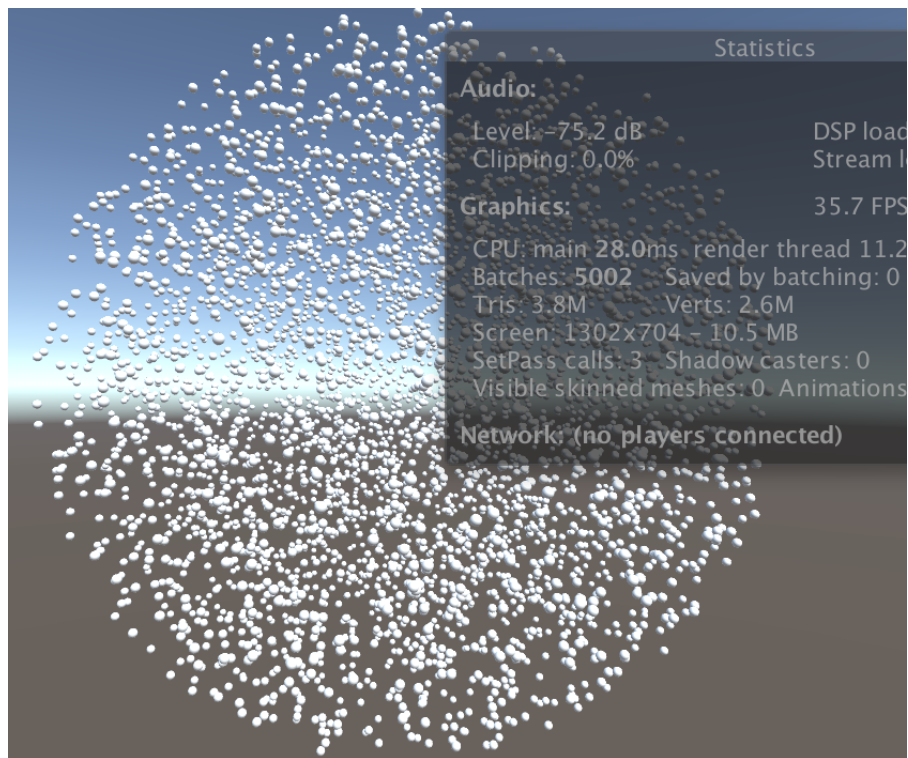 Statistics
Audio:
Level: -75.2 dB DSP load
Clipping: 0.0% Stream l
Graphics: 35.7 FPS
CPU: main 28.0ms render thread 11.2
Batches: 5002 Saved by batching: 0
Tris: 3.8M Verts: 2.6M
Screen: 1302x704 – 10.5 MB
SetPass calls: 3 Shadow casters: 0
Visible skinned meshes: 0 Animations
Network: (no players connected)